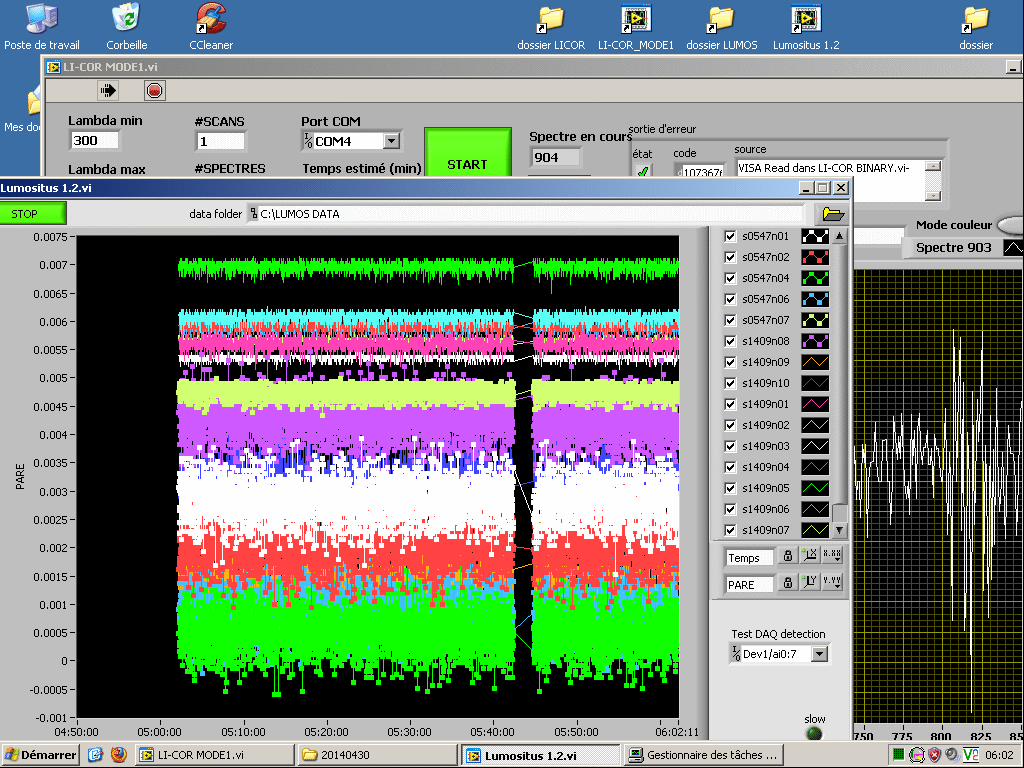 Poste de travail
Corbeille
CCleaner
dossier LICOR
LI-COR_MODE1
dossier LUMOS
Lumositus 1.2
dossier
Mes do
LI-COR MODE1.vi
Lambda min
300
Lambda max
#SCANS
1
#SPECTRES
Port COM
COM4
Temps estimé (min)
START
Spectre en cours
904
sortie d'erreur
état
code
107367
source
VISA Read dans LI-COR BINARY.vi-
Mode couleur
Spectre 903
Lumositus 1.2.vi
STOP
data folder
C:\LUMOS DATA
0.0075
0.007
0.0065
0.006
0.0055
0.005
0.0045
0.004
0.0035
0.003
0.0025
0.002
0.0015
0.001
0.0005
0
-0.0005
-0.001
PARE
04:50:00
05:00:00
05:10:00
05:20:00
05:30:00
05:40:00
05:50:00
06:02:11
s0547n01
s0547n02
s0547n04
s0547n06
s0547n07
s1409n08
s1409n09
s1409n10
s1409n01
s1409n02
s1409n03
s1409n04
s1409n05
s1409n06
s1409n07
Temps
X.XX
PARE
Y.YY
Test DAQ detection
Dev1/ai0:7
slow
750
775
800
825
85
Démarrer
LI-COR MODE1.vi
20140430
Lumositus 1.2.vi
Gestionnaire des tâches ...
06:02